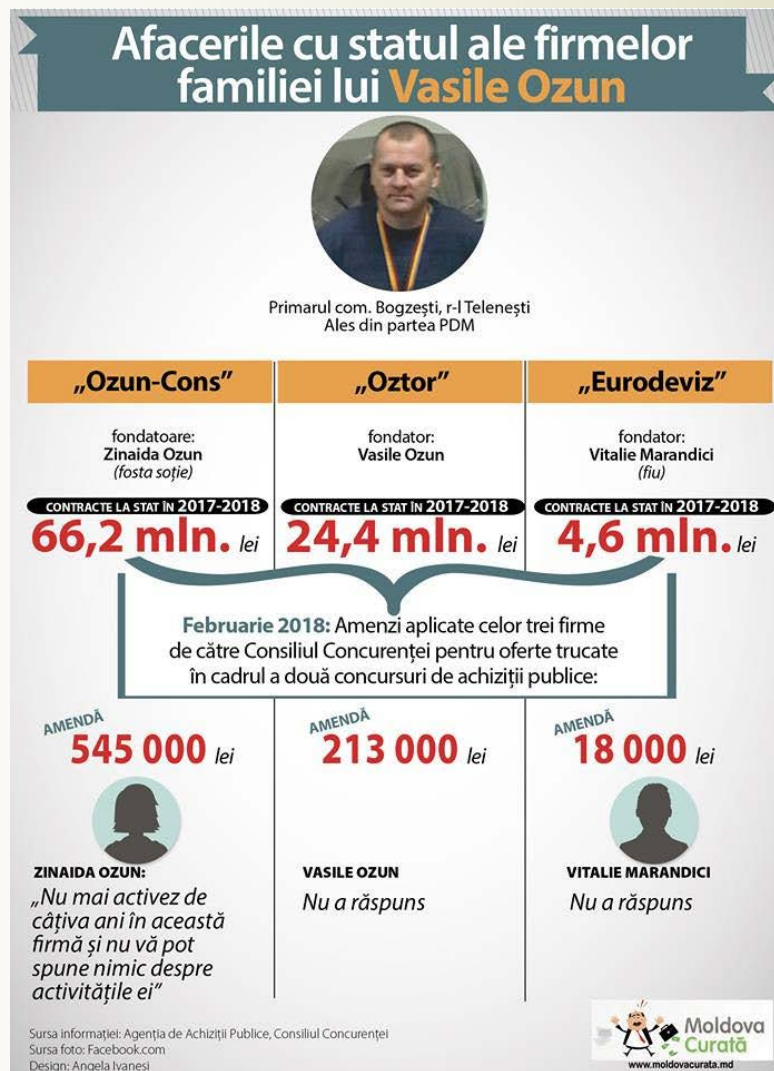 Afacerile cu statul ale firmelor
familiei lui Vasile Ozun
Primarul com. Bogzești, r-l Telenești
Ales din partea PDM
„Ozun-Cons”
fondatoare:
Zinaida Ozun
(fosta soție)
CONTRACTE LA STAT ÎN 2017-2018
66,2 mln. lei
„Oztor”
fondator:
Vasile Ozun
CONTRACTE LA STAT ÎN 2017-2018
24,4 mln. lei
„Eurodeviz”
fondator:
Vitalie Marandici
(fiu)
CONTRACTE LA STAT ÎN 2017-2018
4,6 mln. lei
Februarie 2018: Amenzi aplicate celor trei firme
de către Consiliul Concurenței pentru oferte trucate
în cadrul a două concursuri de achiziții publice:
AMENDĂ
545 000 lei
ZINAIDA OZUN:
„Nu mai activez de
câțiva ani în această
firmă și nu vă pot
spune nimic despre
activitățile ei”
AMENDĂ
213 000 lei
VASILE OZUN
Nu a răspuns
AMENDĂ
18 000 lei
VITALIE MARANDICI
Nu a răspuns
Sursa informației: Agenția de Achiziții Publice, Consiliul Concurenței
Sursa foto: Facebook.com
Design: Angela Ivanesi
Moldova
Curată
www.moldovacurata.md